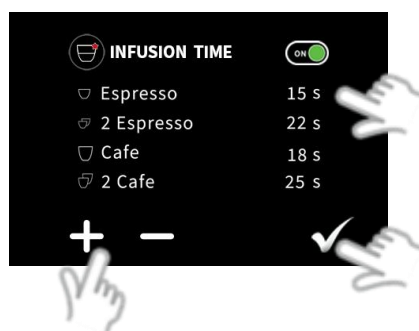 INFUSION TIME ON
Espresso 15 s
2 Espresso 22 s
Cafe 18 s
2 Cafe 25 s